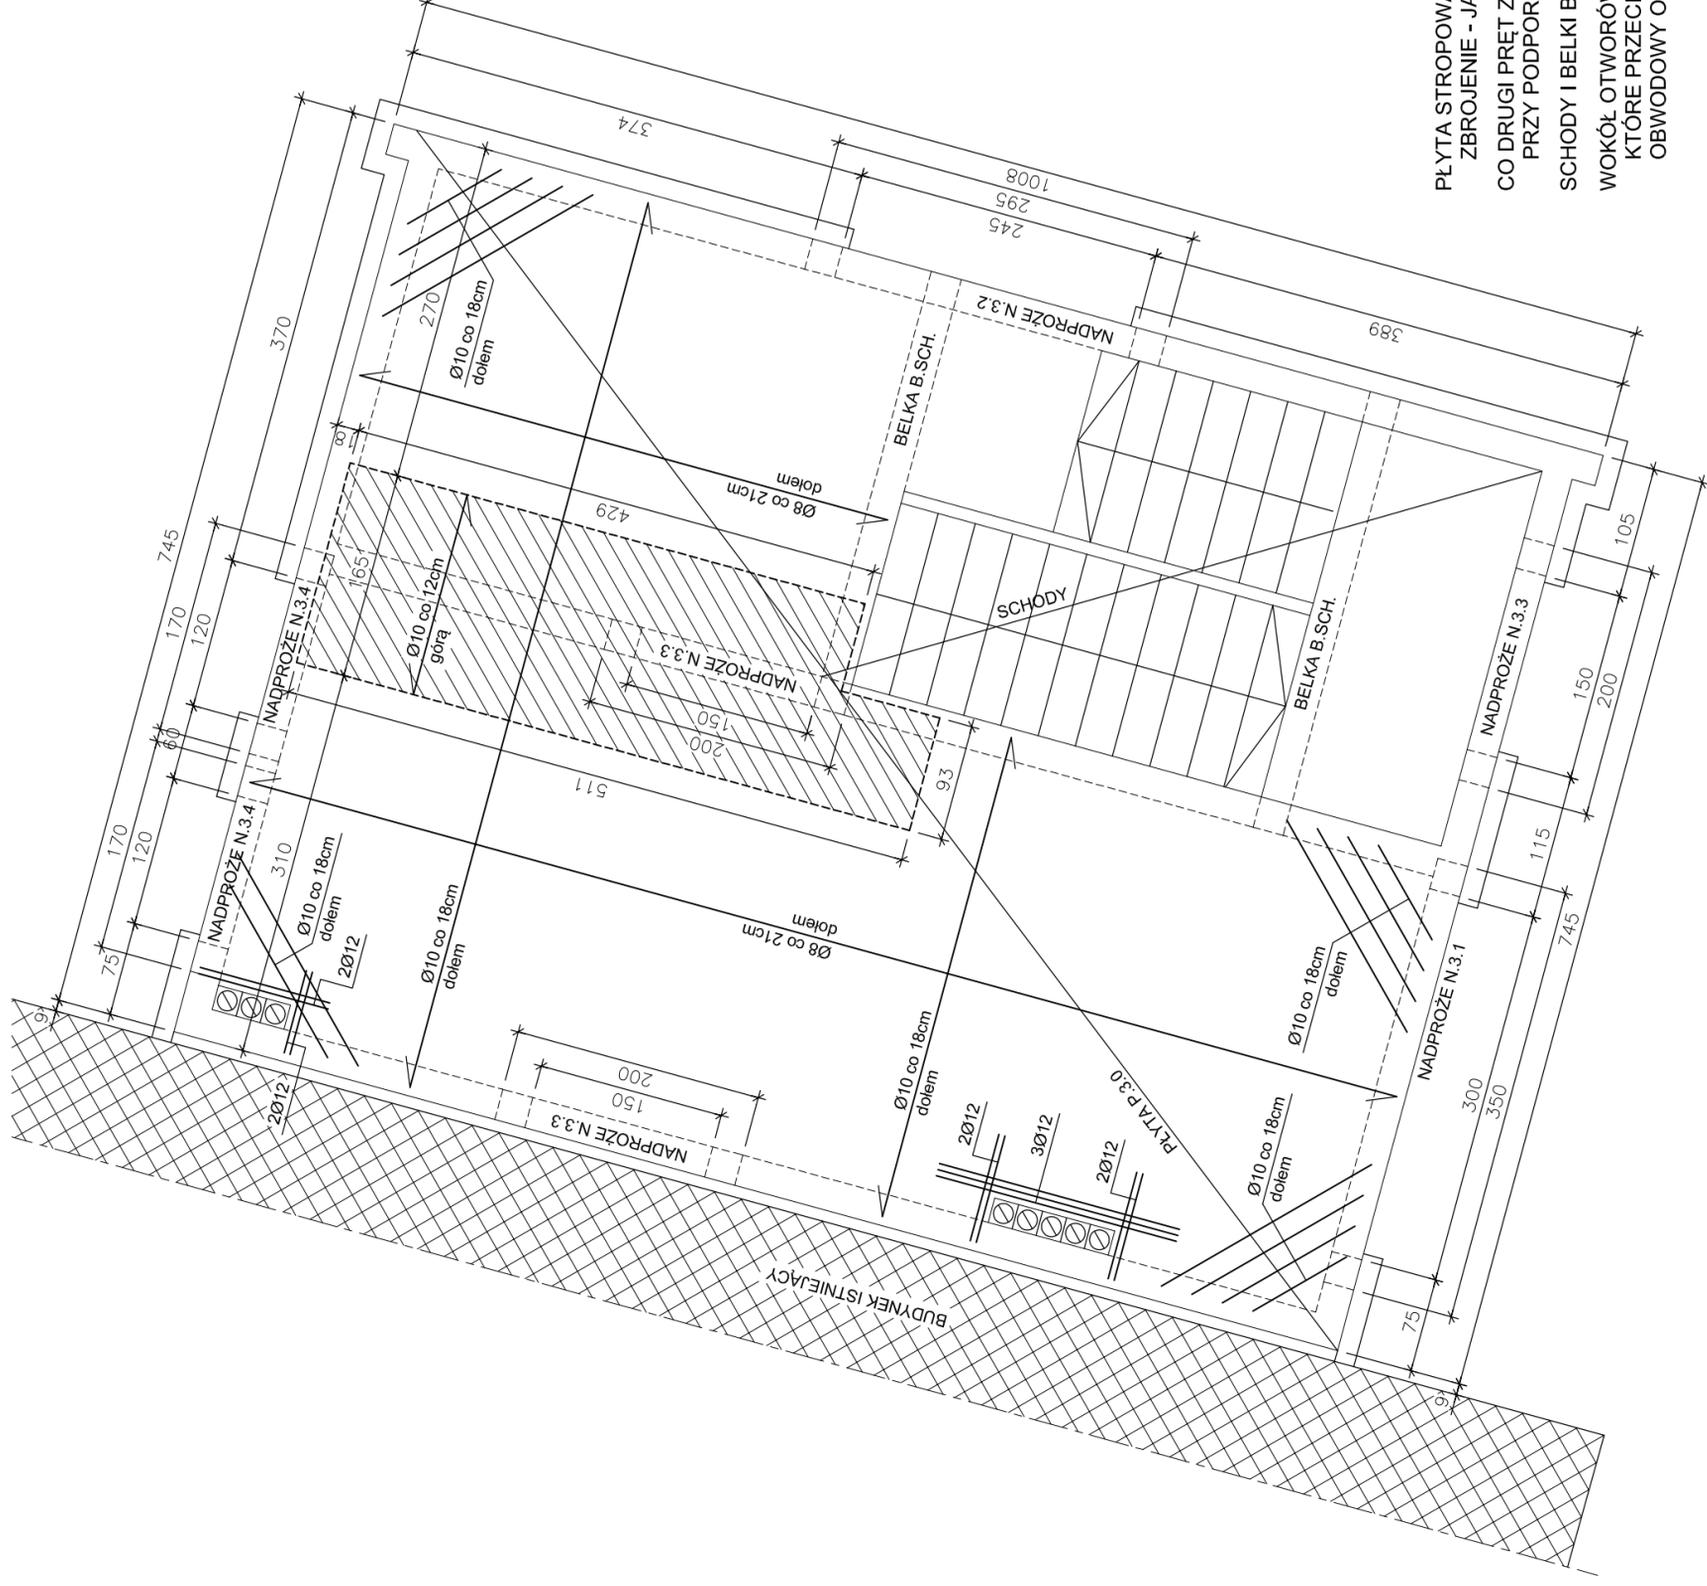 PŁYTA STROPOWA
ZBROJENIE - JA
CO DRUGI PRĘT Z
PRZY PODPOR
SCHODY I BELKI B
WOKÓŁ OTWORÓW
KTÓRE PRZECI
OBWODOWY O
374
1008
295
245
389
370
745
170
120
60
170
120
75
9
270
18
165
310
429
511
93
Ø10 co 18cm
dołem
Ø8 co 21cm
dołem
Ø10 co 12cm
górą
NADPROŻE N.3.2
BELKA B.SCH.
NADPROŻE N.3.4
NADPROŻE N.3.4
NADPROŻE N.3.3
150
200
SCHODY
BELKA B.SCH.
NADPROŻE N.3.3
105
150
200
115
745
NADPROŻE N.3.1
300
350
75
9
Ø10 co 18cm
dołem
2Ø12
2Ø12
Ø10 co 18cm
dołem
Ø8 co 21cm
dołem
Ø10 co 18cm
dołem
Ø10 co 18cm
dołem
200
150
NADPROŻE N.3.3
2Ø12
3Ø12
2Ø12
PŁYTA P.3.0
Ø10 co 18cm
dołem
BUDYNEK ISTNIEJĄCY